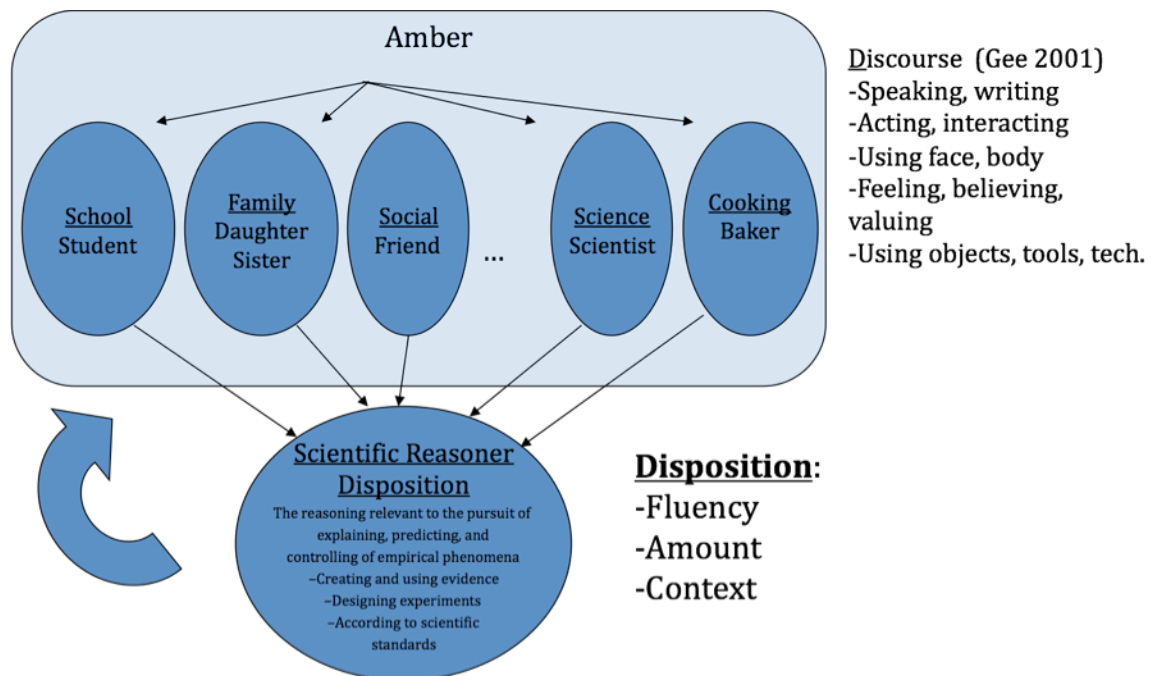 Amber
School
Student
Family
Daughter
Sister
Social
Friend
...
Science
Scientist
Cooking
Baker
Discourse  (Gee 2001)
-Speaking, writing
-Acting, interacting
-Using face, body
-Feeling, believing,
valuing
-Using objects, tools, tech.
Scientific Reasoner
Disposition
The reasoning relevant to the pursuit of
explaining, predicting, and
controlling of empirical phenomena
–Creating and using evidence
–Designing experiments
–According to scientific
standards
Disposition:
-Fluency
-Amount
-Context